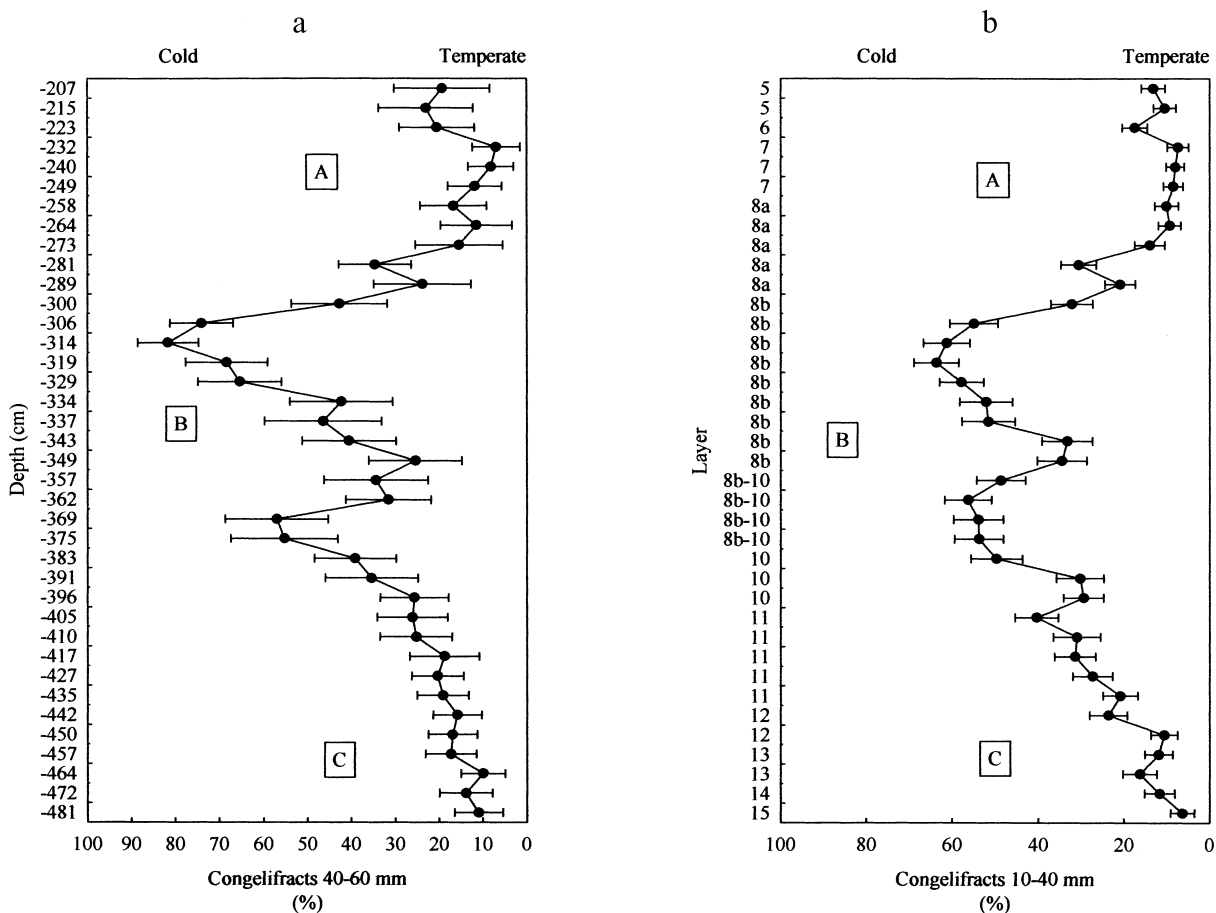 a
Cold Temperate
-207
-215
-223
-232
-240
-249
-258
-264
-273
-281
-289
-300
-306
-314
-319
-329
-334
-337
-343
-349
-357
-362
-369
-375
-383
-391
-396
-405
-410
-417
-427
-435
-442
-450
-457
-464
-472
-481
Depth (cm)
A
B
C
100 90 80 70 60 50 40 30 20 10 0
Congelifracts 40-60 mm
(%)
b
Cold Temperate
5
5
6
7
7
7
8a
8a
8a
8a
8a
8b
8b
8b
8b
8b
8b
8b
8b
8b
8b-10
8b-10
8b-10
8b-10
10
10
10
11
11
11
11
11
12
12
13
13
14
15
Layer
A
B
C
100 80 60 40 20 0
Congelifracts 10-40 mm
(%)